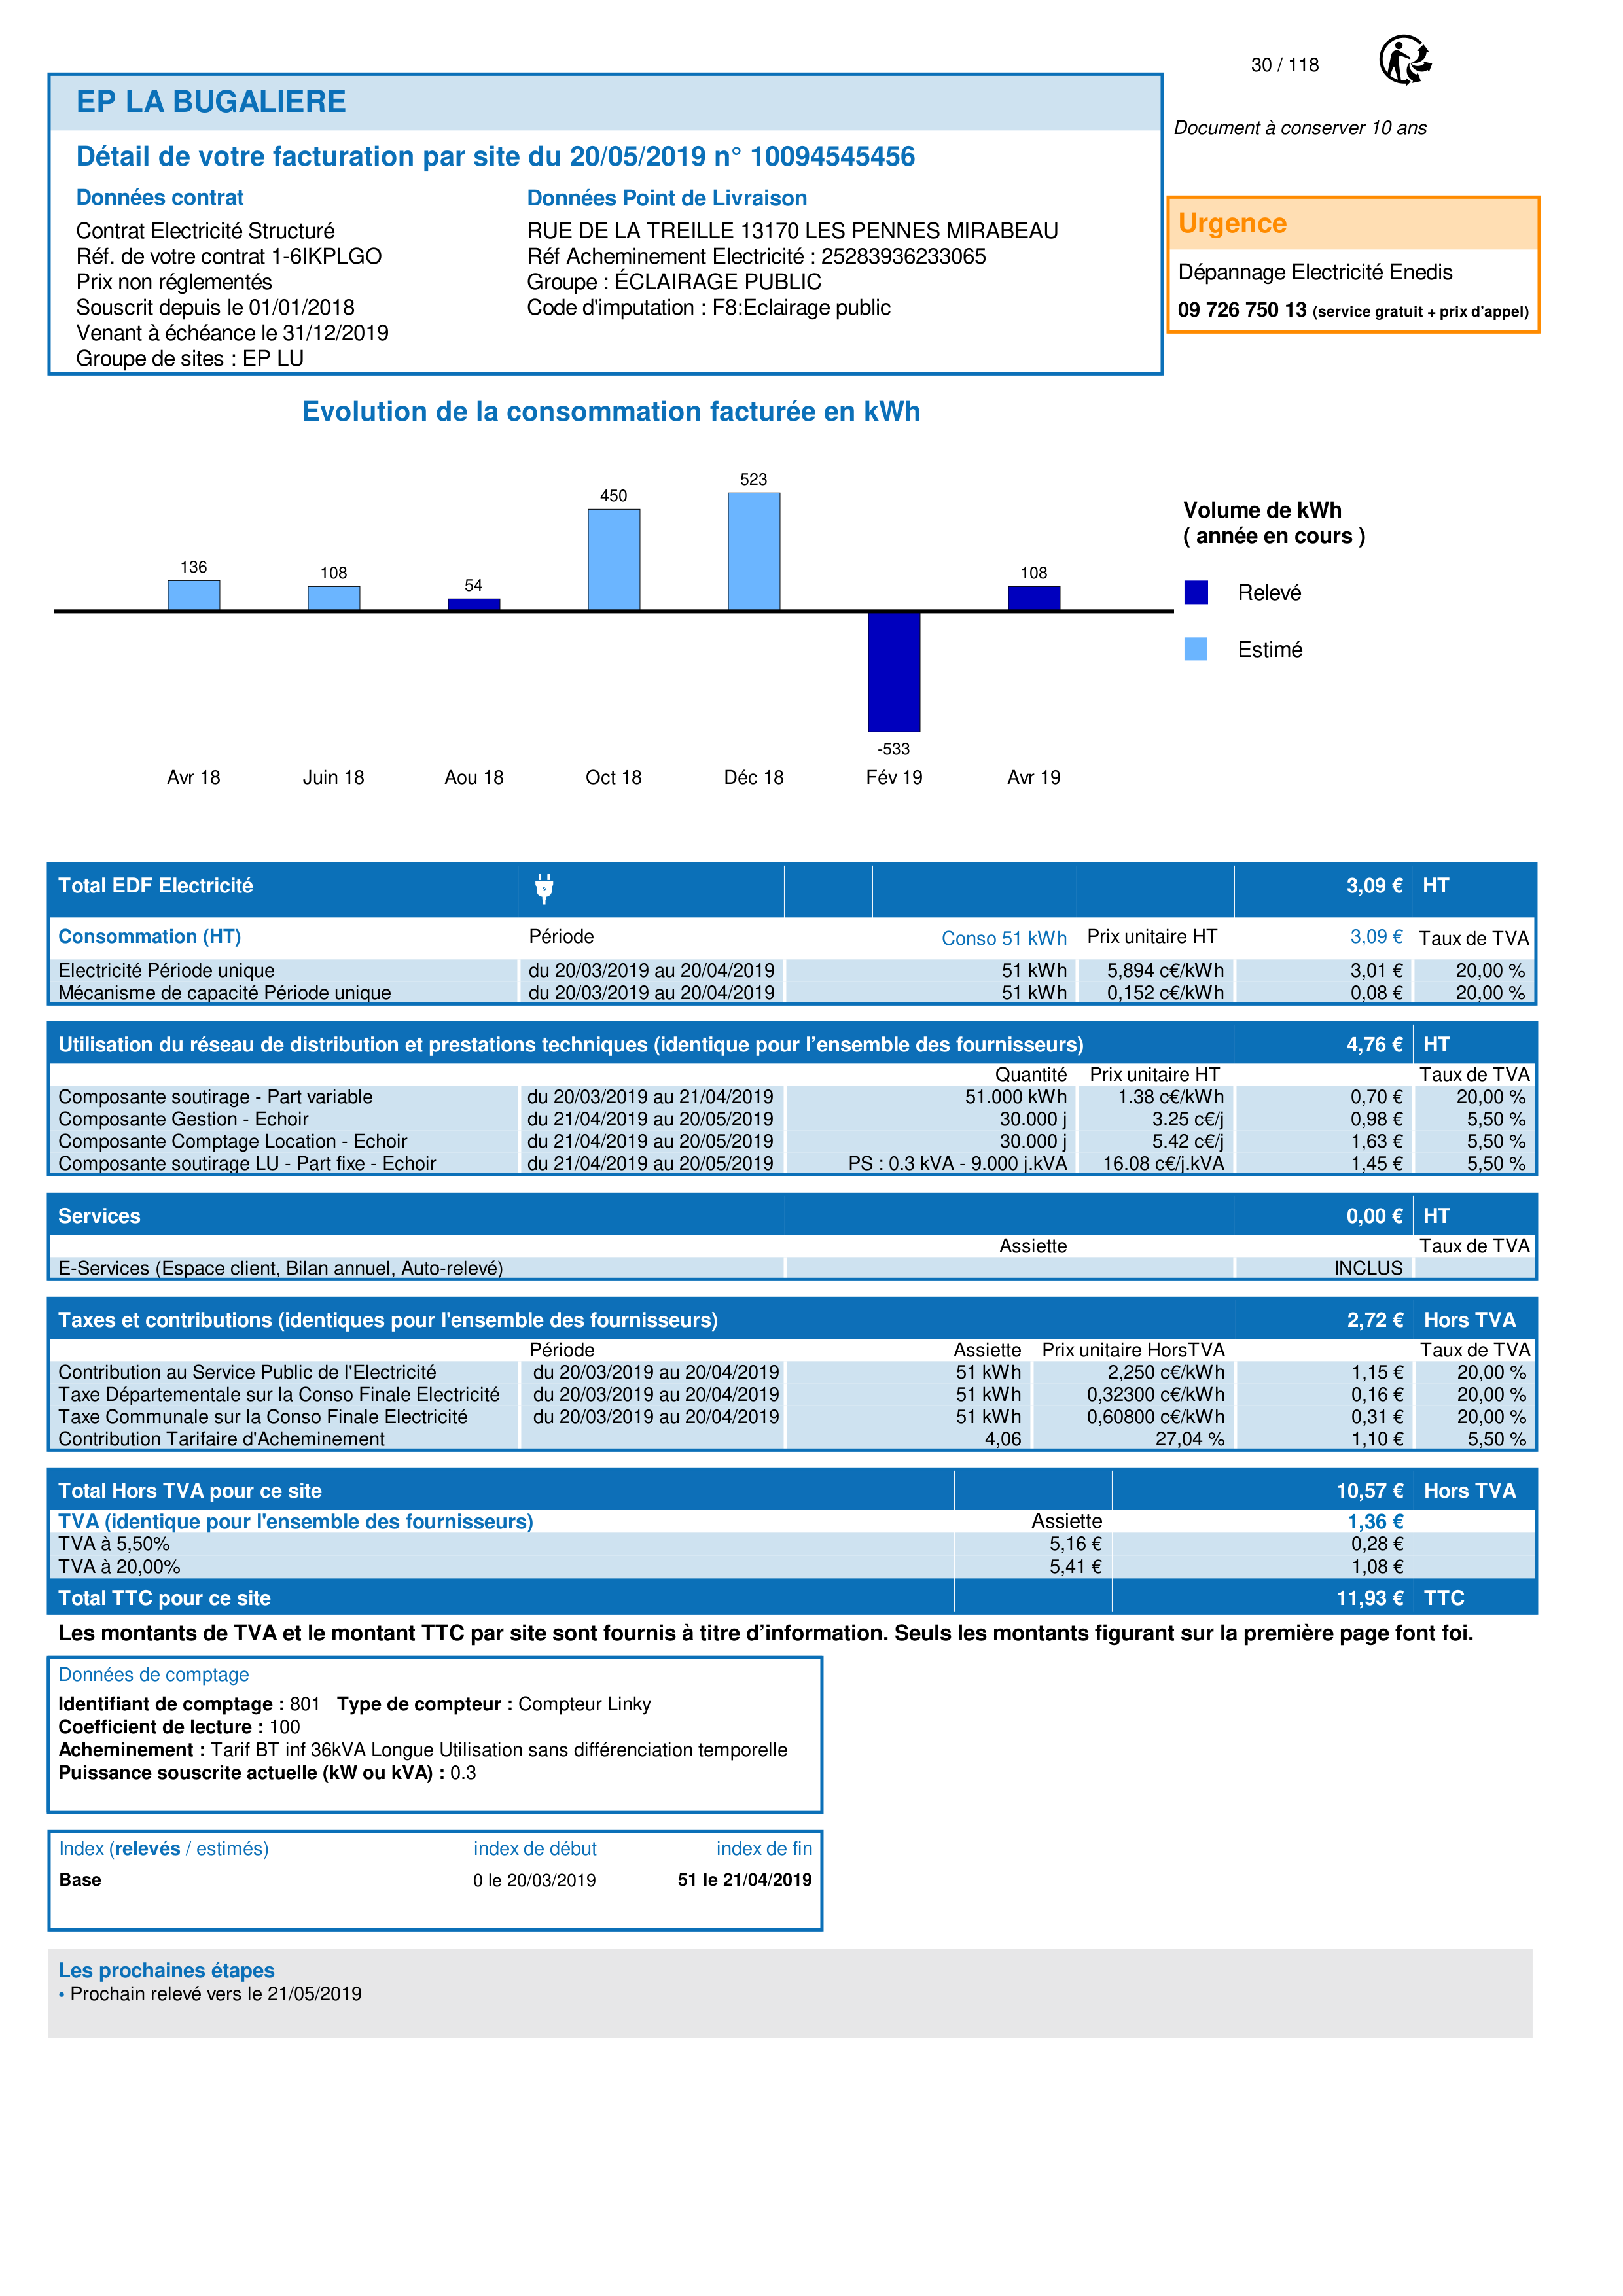 30 / 118
EP LA BUGALIERE
Document à conserver 10 ans
Détail de votre facturation par site du 20/05/2019 n° 10094545456
Données contrat
Contrat Electricité Structuré
Réf. de votre contrat 1-6IKPLGO
Prix non réglementés
Souscrit depuis le 01/01/2018
Venant à échéance le 31/12/2019
Groupe de sites : EP LU
Données Point de Livraison
RUE DE LA TREILLE 13170 LES PENNES MIRABEAU
Réf Acheminement Electricité : 25283936233065
Groupe : ÉCLAIRAGE PUBLIC
Code d'imputation : F8:Eclairage public
Urgence
Dépannage Electricité Enedis
09 726 750 13 (service gratuit + prix d’appel)
Evolution de la consommation facturée en kWh
136 108 54 450 523 -533 108
Avr 18 Juin 18 Aou 18 Oct 18 Déc 18 Fév 19 Avr 19
Volume de kWh
( année en cours )
Relevé
Estimé
Total EDF Electricité 3,09 € HT
Consommation (HT) Période Conso 51 kWh Prix unitaire HT 3,09 € Taux de TVA
Electricité Période unique du 20/03/2019 au 20/04/2019 51 kWh 5,894 c€/kWh 3,01 € 20,00 %
Mécanisme de capacité Période unique du 20/03/2019 au 20/04/2019 51 kWh 0,152 c€/kWh 0,08 € 20,00 %
Utilisation du réseau de distribution et prestations techniques (identique pour l’ensemble des fournisseurs) 4,76 € HT
Quantité Prix unitaire HT Taux de TVA
Composante soutirage - Part variable du 20/03/2019 au 21/04/2019 51.000 kWh 1.38 c€/kWh 0,70 € 20,00 %
Composante Gestion - Echoir du 21/04/2019 au 20/05/2019 30.000 j 3.25 c€/j 0,98 € 5,50 %
Composante Comptage Location - Echoir du 21/04/2019 au 20/05/2019 30.000 j 5.42 c€/j 1,63 € 5,50 %
Composante soutirage LU - Part fixe - Echoir du 21/04/2019 au 20/05/2019 PS : 0.3 kVA - 9.000 j.kVA 16.08 c€/j.kVA 1,45 € 5,50 %
Services 0,00 € HT
Assiette Taux de TVA
E-Services (Espace client, Bilan annuel, Auto-relevé) INCLUS
Taxes et contributions (identiques pour l'ensemble des fournisseurs) 2,72 € Hors TVA
Période Assiette Prix unitaire HorsTVA Taux de TVA
Contribution au Service Public de l'Electricité du 20/03/2019 au 20/04/2019 51 kWh 2,250 c€/kWh 1,15 € 20,00 %
Taxe Départementale sur la Conso Finale Electricité du 20/03/2019 au 20/04/2019 51 kWh 0,32300 c€/kWh 0,16 € 20,00 %
Taxe Communale sur la Conso Finale Electricité du 20/03/2019 au 20/04/2019 51 kWh 0,60800 c€/kWh 0,31 € 20,00 %
Contribution Tarifaire d'Acheminement 4,06 27,04 % 1,10 € 5,50 %
Total Hors TVA pour ce site 10,57 € Hors TVA
TVA (identique pour l'ensemble des fournisseurs) Assiette 1,36 €
TVA à 5,50% 5,16 € 0,28 €
TVA à 20,00% 5,41 € 1,08 €
Total TTC pour ce site 11,93 € TTC
Les montants de TVA et le montant TTC par site sont fournis à titre d’information. Seuls les montants figurant sur la première page font foi.
Données de comptage
Identifiant de comptage : 801 Type de compteur : Compteur Linky
Coefficient de lecture : 100
Acheminement : Tarif BT inf 36kVA Longue Utilisation sans différenciation temporelle
Puissance souscrite actuelle (kW ou kVA) : 0.3
Index (relevés / estimés) index de début index de fin
Base 0 le 20/03/2019 51 le 21/04/2019
Les prochaines étapes
• Prochain relevé vers le 21/05/2019